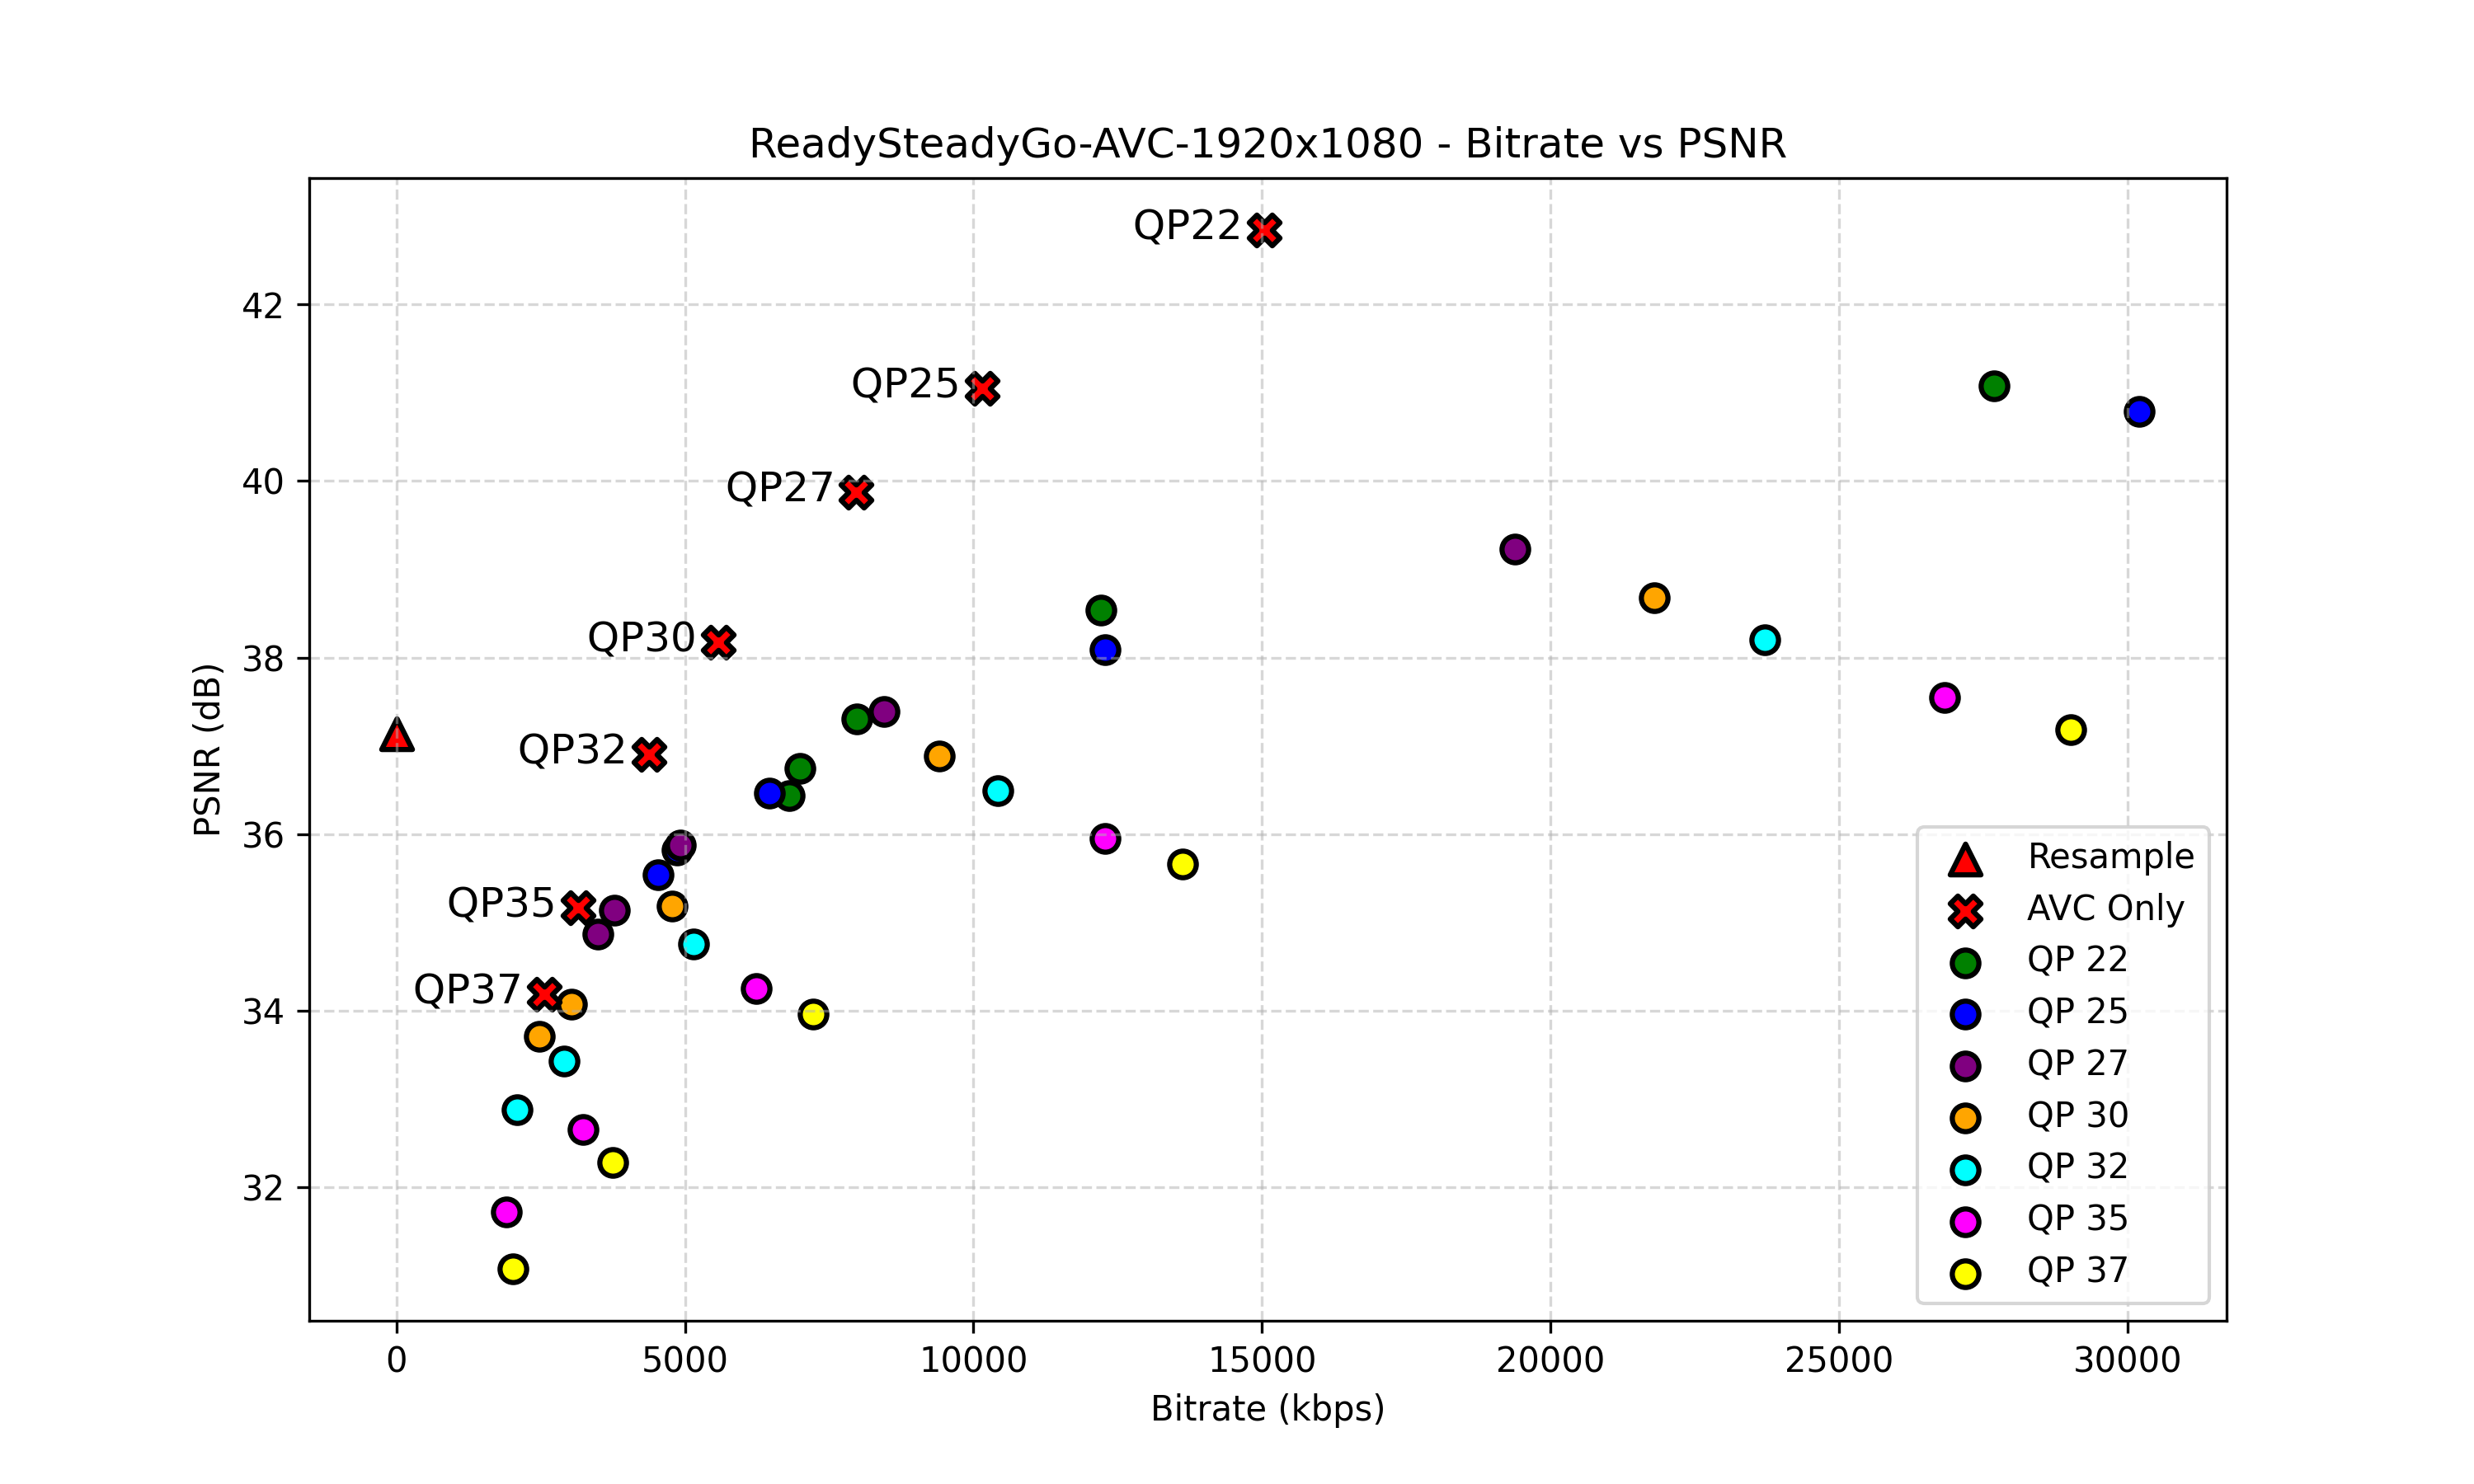 ReadySteadyGo-AVC-1920x1080 - Bitrate vs PSNR
QP22
42
QP25
40
QP27
38
QP30
QP32
36
QP35
34
QP37
32
PSNR (dB)
Resample
AVC Only
QP 22
QP 25
QP 27
QP 30
QP 32
QP 35
QP 37
0 5000 10000 15000 20000 25000 30000
Bitrate (kbps)